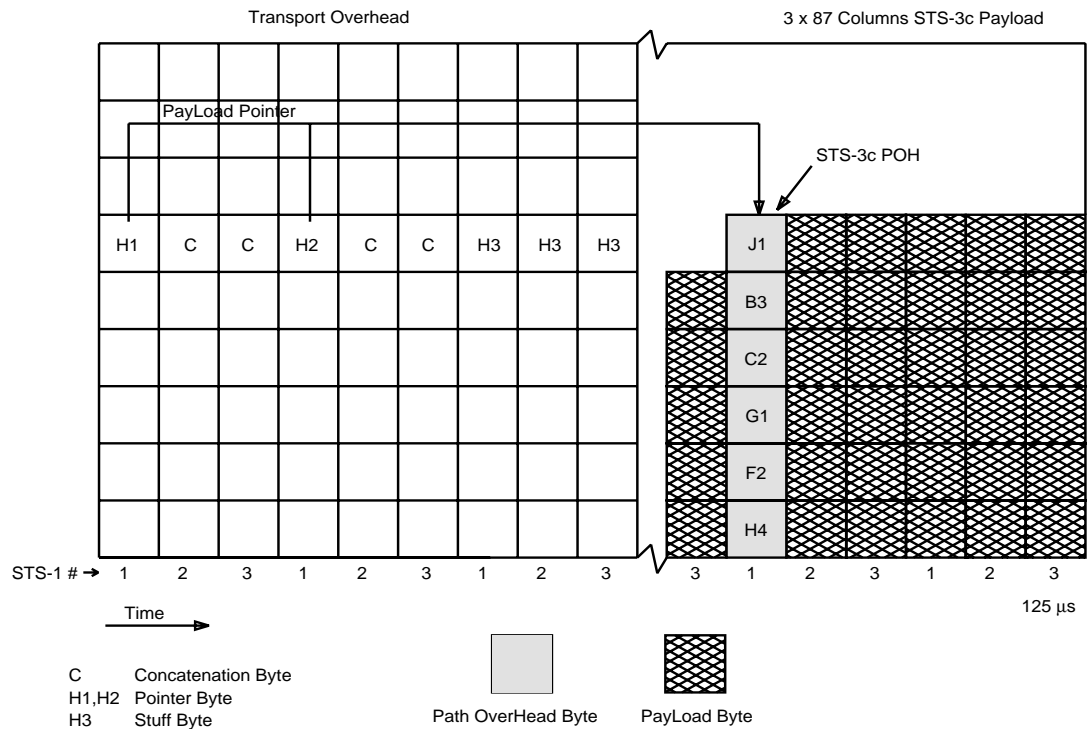 Transport Overhead 3 x 87 Columns STS-3c Payload
PayLoad Pointer
STS-3c POH
H1 C C H2 C C H3 H3 H3 J1
B3
C2
G1
F2
H4
STS-1 # 1 2 3 1 2 3 1 2 3 3 1 2 3 1 2 3
125 µs
Time
C Concatenation Byte
H1,H2 Pointer Byte
H3 Stuff Byte
Path OverHead Byte PayLoad Byte